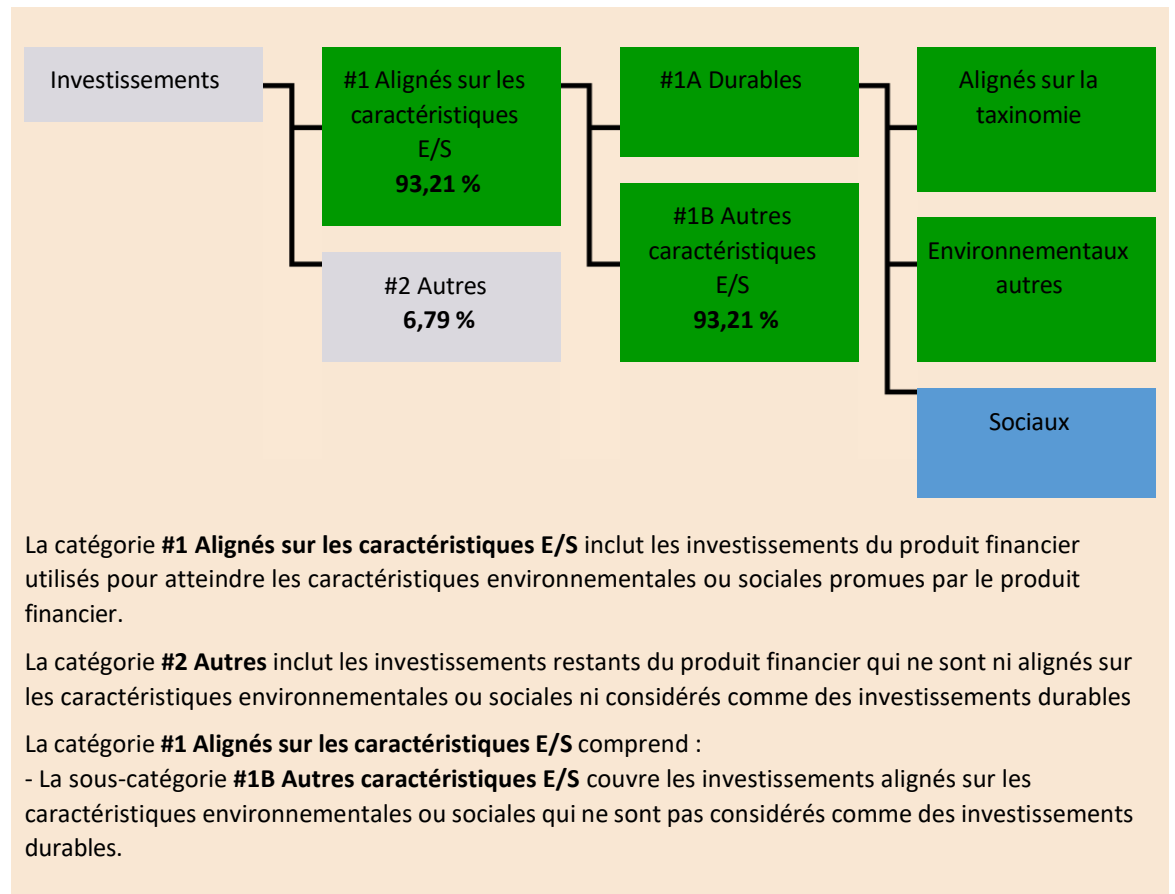 Investissements
#1 Alignés sur les
caractéristiques
E/S
93,21 %
#2 Autres
6,79 %
#1A Durables
#1B Autres
caractéristiques
E/S
93,21 %
Alignés sur la
taxinomie
Environnementaux
autres
Sociaux
La catégorie #1 Alignés sur les caractéristiques E/S inclut les investissements du produit financier
utilisés pour atteindre les caractéristiques environnementales ou sociales promues par le produit
financier.
La catégorie #2 Autres inclut les investissements restants du produit financier qui ne sont ni alignés sur
les caractéristiques environnementales ou sociales ni considérés comme des investissements durables
La catégorie #1 Alignés sur les caractéristiques E/S comprend :
- La sous-catégorie #1B Autres caractéristiques E/S couvre les investissements alignés sur les
caractéristiques environnementales ou sociales qui ne sont pas considérés comme des investissements
durables.